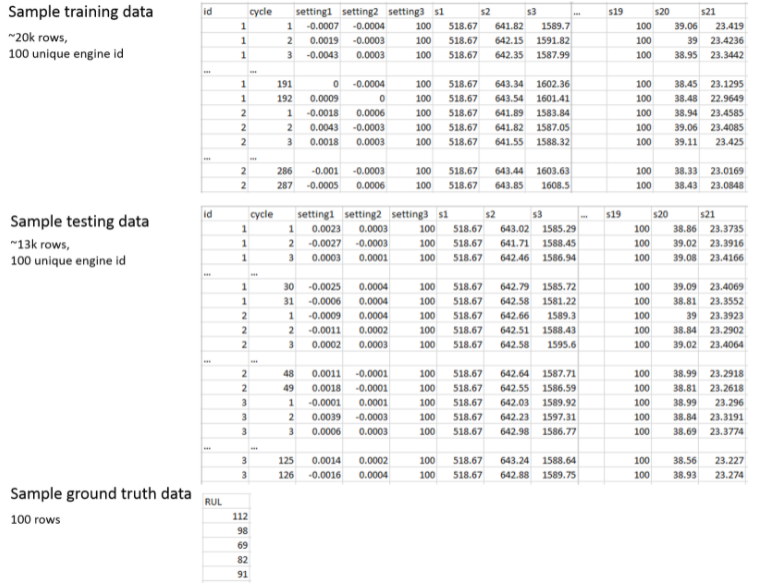 Sample training data
~20k rows,
100 unique engine id
id cycle setting1 setting2 setting3 s1 s2 s3 ... s19 s20 s21
1 1 -0.0007 -0.0004 100 518.67 641.82 1589.7 100 39.06 23.419
1 2 0.0019 -0.0003 100 518.67 642.15 1591.82 100 39 23.4236
1 3 -0.0043 0.0003 100 518.67 642.35 1587.99 100 38.95 23.3442
... ...
1 191 0 -0.0004 100 518.67 643.34 1602.36 100 38.45 23.1295
1 192 0.0009 0 100 518.67 643.54 1601.41 100 38.48 22.9649
2 1 -0.0018 0.0006 100 518.67 641.89 1583.84 100 38.94 23.4585
2 2 0.0043 -0.0003 100 518.67 641.82 1587.05 100 39.06 23.4085
2 3 0.0018 0.0003 100 518.67 641.55 1588.32 100 39.11 23.425
... ...
2 286 -0.001 -0.0003 100 518.67 643.44 1603.63 100 38.33 23.0169
2 287 -0.0005 0.0006 100 518.67 643.85 1608.5 100 38.43 23.0848
Sample testing data
~13k rows,
100 unique engine id
id cycle setting1 setting2 setting3 s1 s2 s3 ... s19 s20 s21
1 1 0.0023 0.0003 100 518.67 643.02 1585.29 100 38.86 23.3735
1 2 -0.0027 -0.0003 100 518.67 641.71 1588.45 100 39.02 23.3916
1 3 0.0003 0.0001 100 518.67 642.46 1586.94 100 39.08 23.4166
... ...
1 30 -0.0025 0.0004 100 518.67 642.79 1585.72 100 39.09 23.4069
1 31 -0.0006 0.0004 100 518.67 642.58 1581.22 100 38.81 23.3552
2 1 -0.0009 0.0004 100 518.67 642.66 1589.3 100 39 23.3923
2 2 -0.0011 0.0002 100 518.67 642.51 1588.43 100 38.84 23.2902
2 3 0.0002 0.0003 100 518.67 642.58 1595.6 100 39.02 23.4064
... ...
2 48 0.0011 -0.0001 100 518.67 642.64 1587.71 100 38.99 23.2918
2 49 0.0018 -0.0001 100 518.67 642.55 1586.59 100 38.81 23.2618
3 1 -0.0001 0.0001 100 518.67 642.03 1589.92 100 38.99 23.296
3 2 0.0039 -0.0003 100 518.67 642.23 1597.31 100 38.84 23.3191
3 3 0.0006 0.0003 100 518.67 642.98 1586.77 100 38.69 23.3774
... ...
3 125 0.0014 0.0002 100 518.67 643.24 1588.64 100 38.56 23.227
3 126 -0.0016 0.0004 100 518.67 642.88 1589.75 100 38.93 23.274
Sample ground truth data
100 rows
RUL
112
98
69
82
91